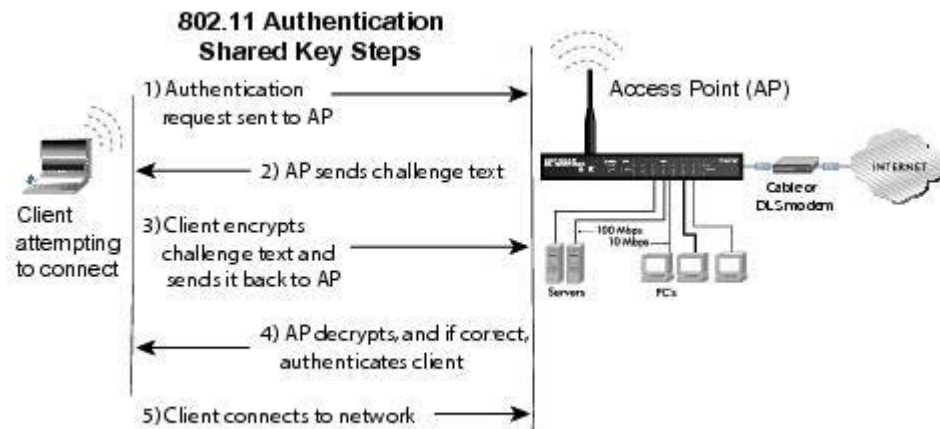 802.11 Authentication
Shared Key Steps
1) Authentication
request sent to AP
2) AP sends challenge text
3) Client encrypts
challenge text and
sends it back to AP
4) AP decrypts, and if correct,
authenticates client
5) Client connects to network
Client
attempting
to connect
Access Point (AP)
INTERNET
Cable or
DLS modem
100 Mbps
10 Mbps
Servers
PC's